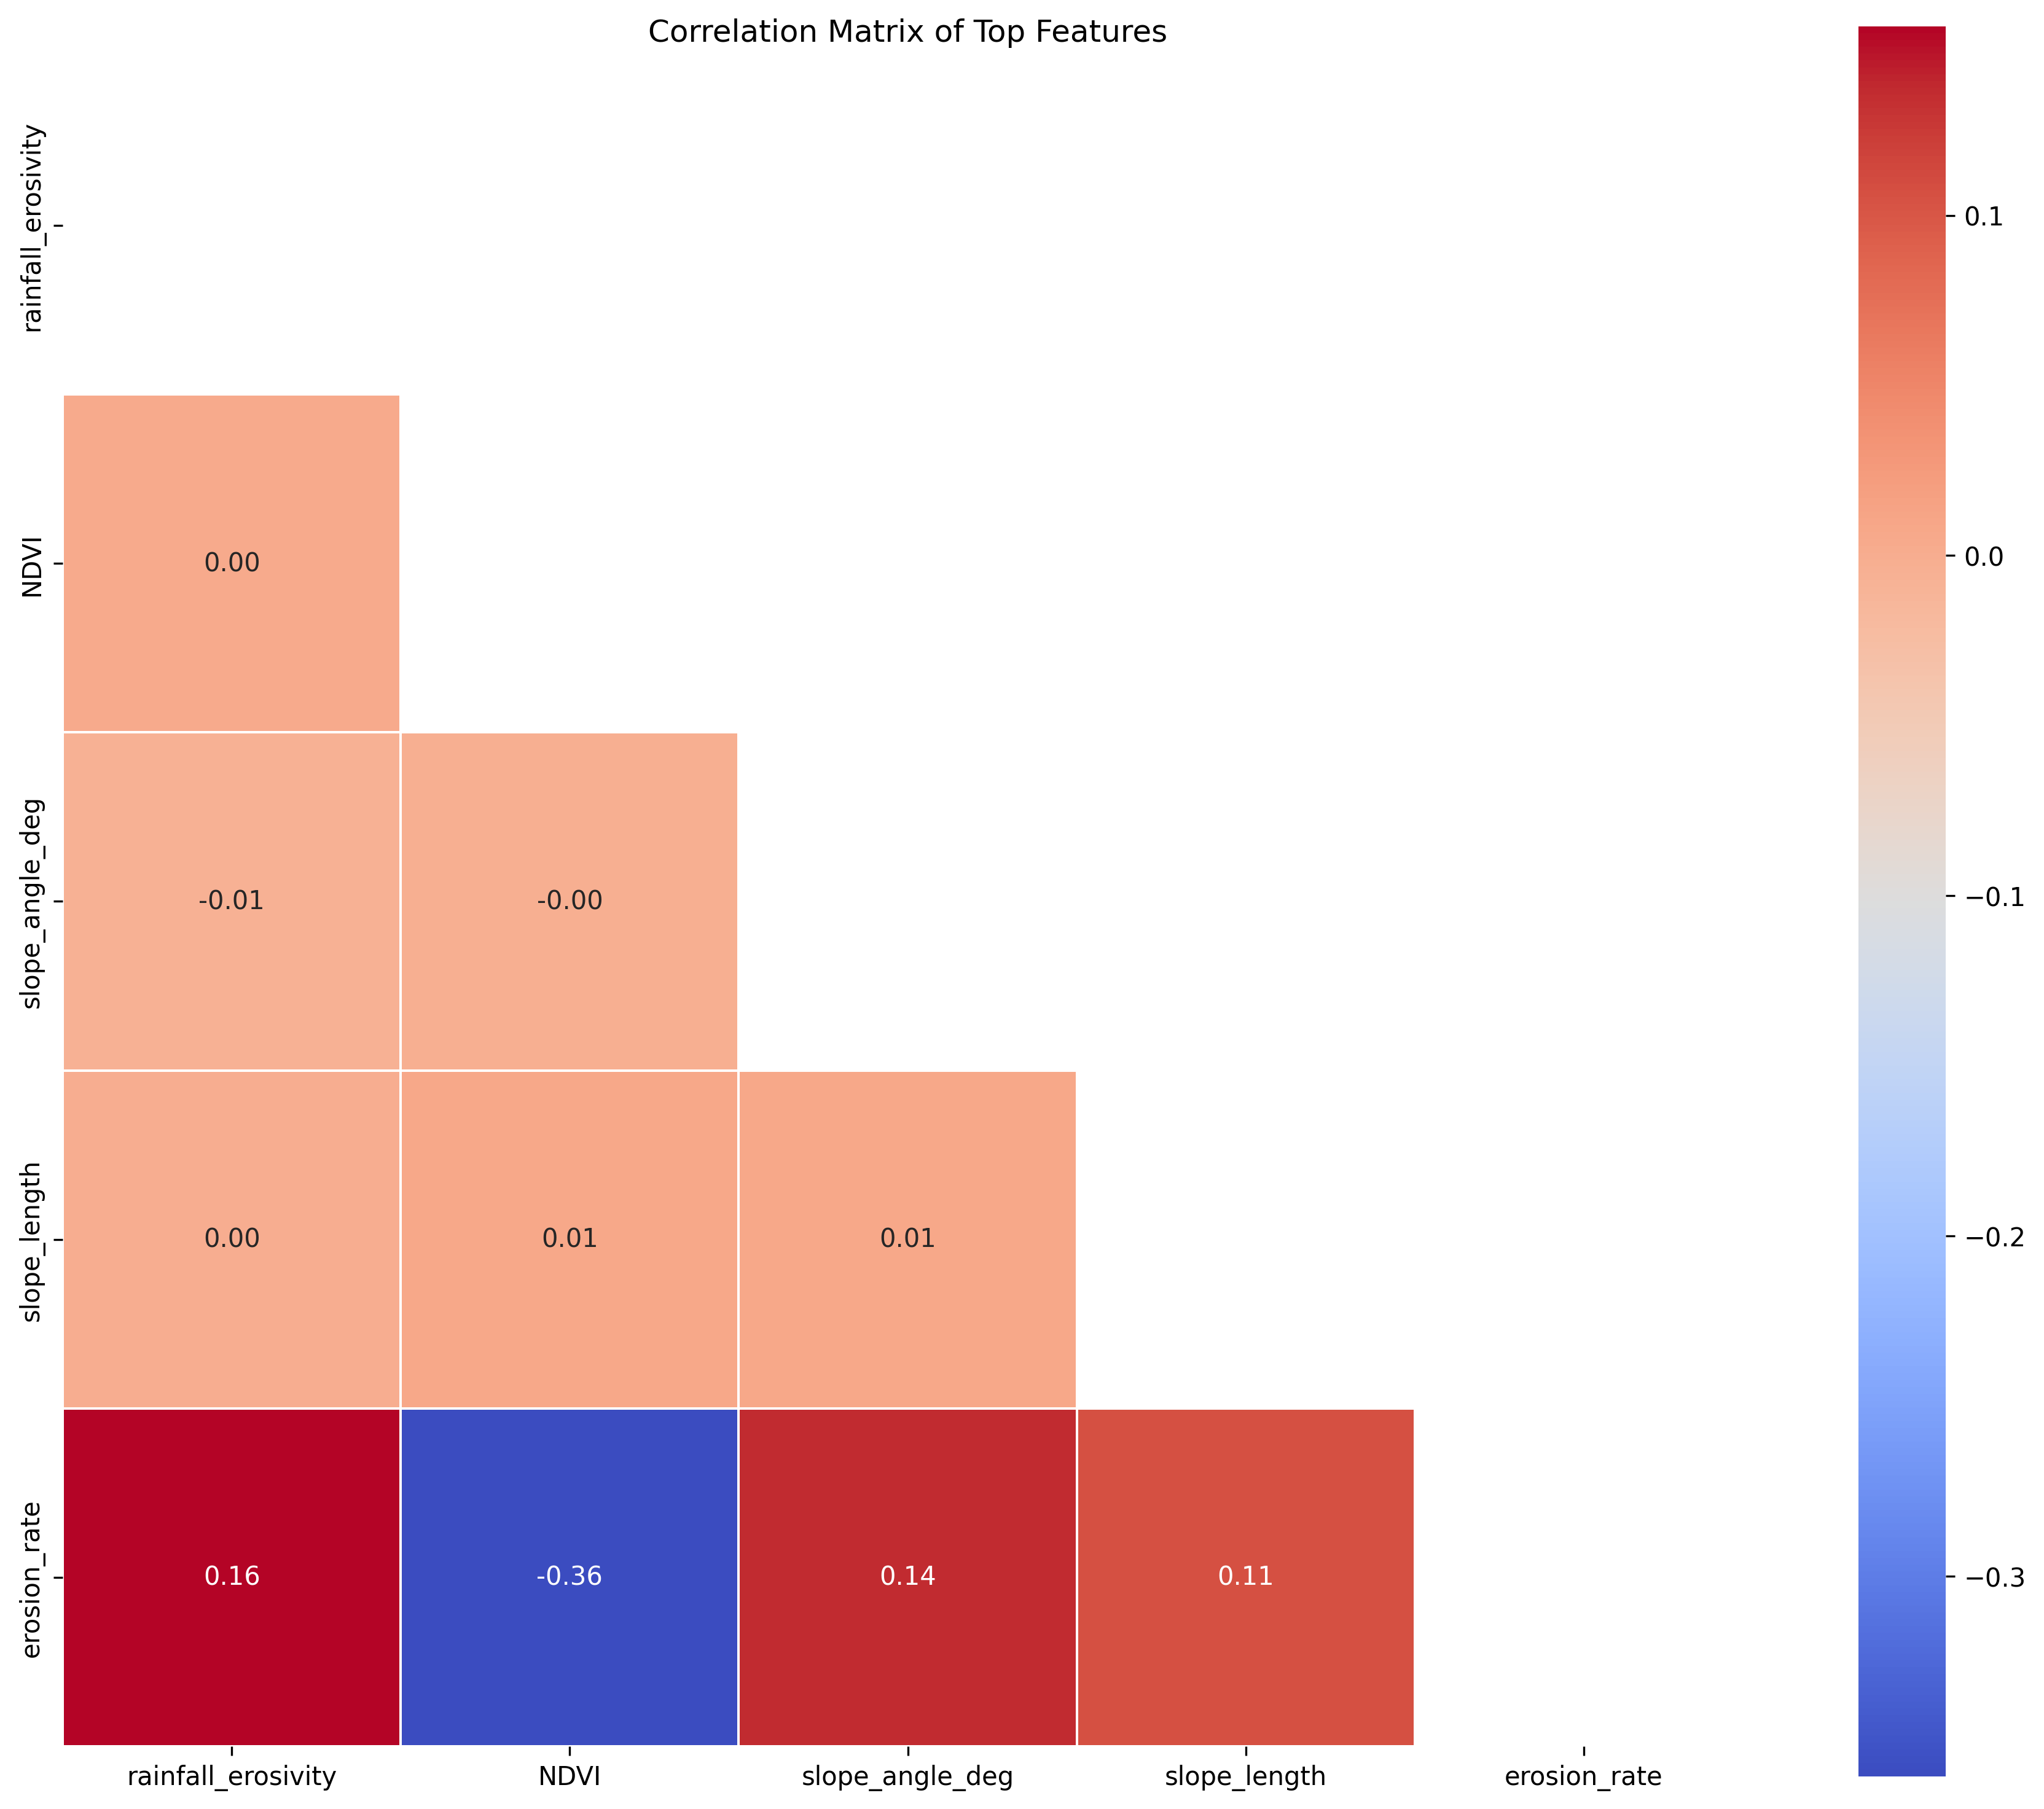 Correlation Matrix of Top Features
rainfall_erosivity
NDVI
0.00
slope_angle_deg
-0.01 -0.00
slope_length
0.00 0.01 0.01
erosion_rate
0.16 -0.36 0.14 0.11
rainfall_erosivity NDVI slope_angle_deg slope_length erosion_rate
0.1
0.0
−0.1
−0.2
−0.3